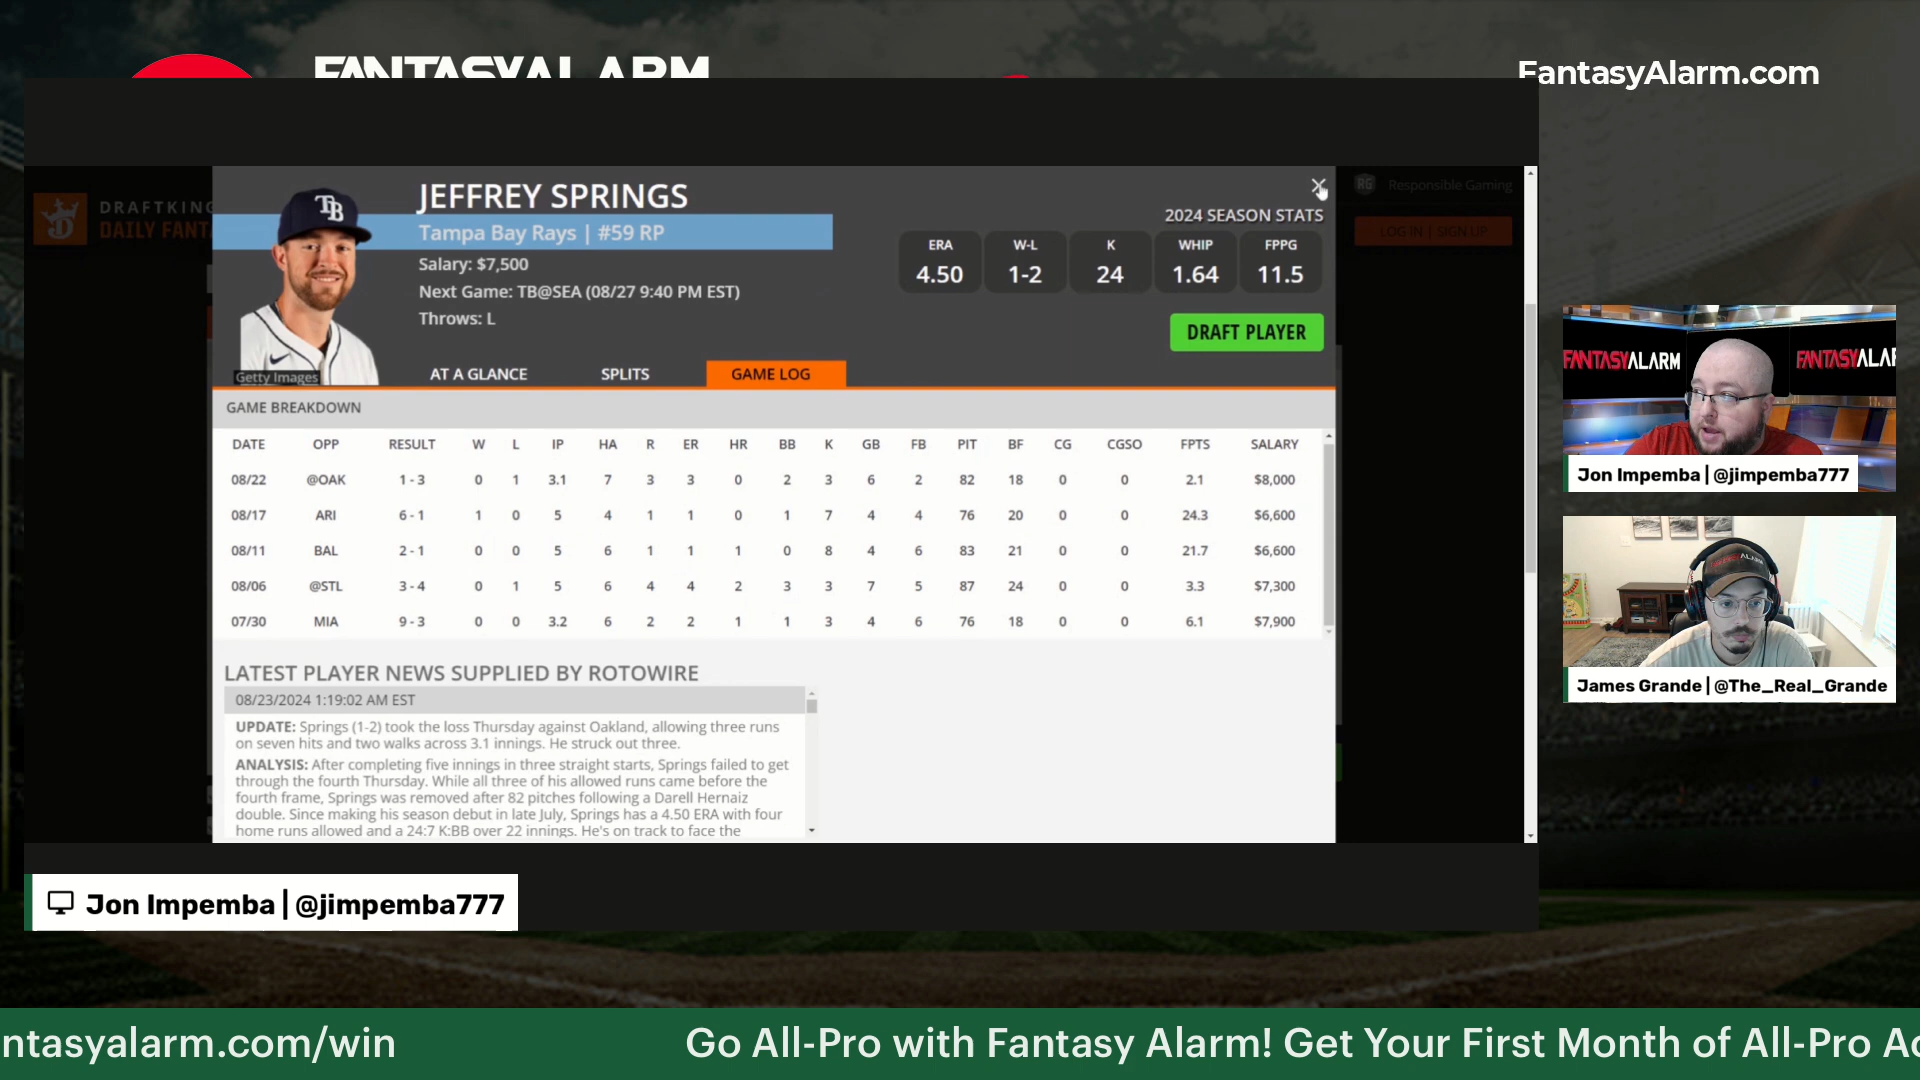 FANTASYALARM
FantasyAlarm.com
DRAFTKING
DAILY FANT
RG Responsible Gaming
LOG IN | SIGN UP
TB
JEFFREY SPRINGS
Tampa Bay Rays | #59 RP
Salary: $7,500
Next Game: TB@SEA (08/27 9:40 PM EST)
Throws: L
Getty Images
2024 SEASON STATS
ERA W-L K WHIP FPPG
4.50 1-2 24 1.64 11.5
DRAFT PLAYER
AT A GLANCE SPLITS GAME LOG
GAME BREAKDOWN
DATE OPP RESULT W L IP HA R ER HR BB K GB FB PIT BF CG CGSO FPTS SALARY
08/22 @OAK 1 - 3 0 1 3.1 7 3 3 0 2 3 6 2 82 18 0 0 2.1 $8,000
08/17 ARI 6 - 1 1 0 5 4 1 1 0 1 7 4 4 76 20 0 0 24.3 $6,600
08/11 BAL 2 - 1 0 0 5 6 1 1 1 0 8 4 6 83 21 0 0 21.7 $6,600
08/06 @STL 3 - 4 0 1 5 6 4 4 2 3 3 7 5 87 24 0 0 3.3 $7,300
07/30 MIA 9 - 3 0 0 3.2 6 2 2 1 1 3 4 6 76 18 0 0 6.1 $7,900
LATEST PLAYER NEWS SUPPLIED BY ROTOWIRE
08/23/2024 1:19:02 AM EST
UPDATE: Springs (1-2) took the loss Thursday against Oakland, allowing three runs
on seven hits and two walks across 3.1 innings. He struck out three.
ANALYSIS: After completing five innings in three straight starts, Springs failed to get
through the fourth Thursday. While all three of his allowed runs came before the
fourth frame, Springs was removed after 82 pitches following a Darell Hernaiz
double. Since making his season debut in late July, Springs has a 4.50 ERA with four
home runs allowed and a 24:7 K:BB over 22 innings. He's on track to face the
FANTASYALARM FANTASYALAR
Jon Impemba | @jimpemba777
James Grande | @The_Real_Grande
Jon Impemba | @jimpemba777
ntasyalarm.com/win Go All-Pro with Fantasy Alarm! Get Your First Month of All-Pro Ac